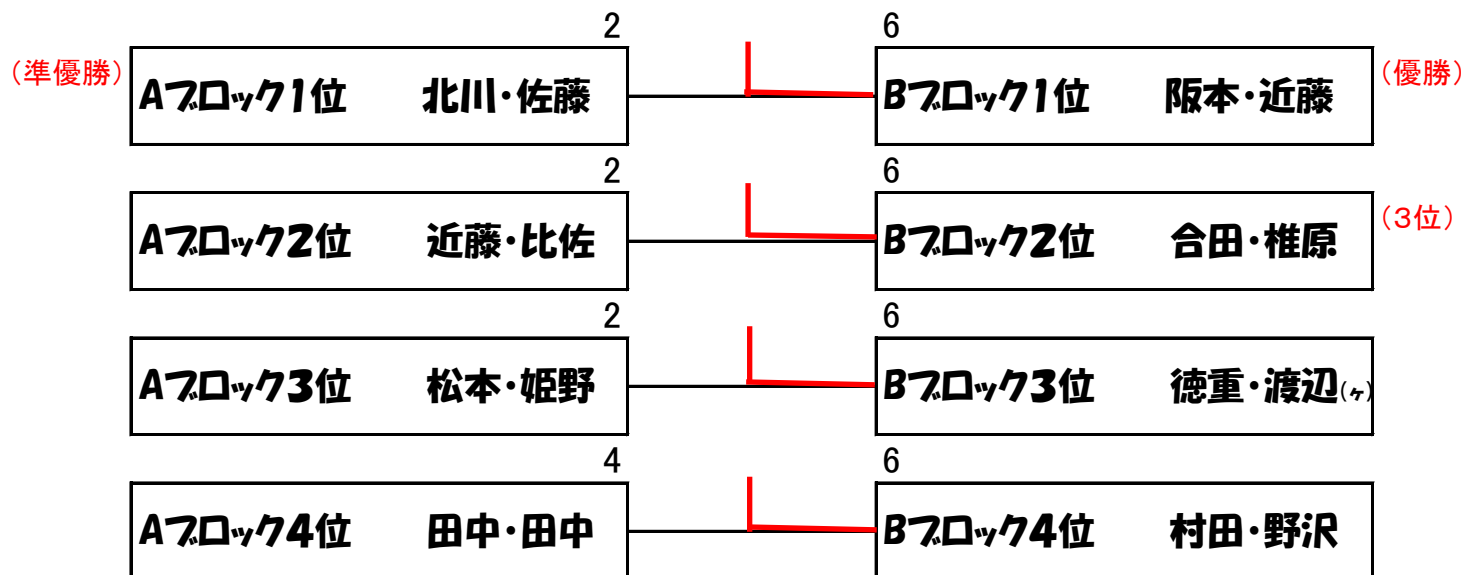 2 6
(準優勝) Aブロック1位 北川・佐藤 Bブロック1位 阪本・近藤 (優勝)
2 6
Aブロック2位 近藤・比佐 Bブロック2位 合田・椎原 (3位)
2 6
Aブロック3位 松本・姫野 Bブロック3位 徳重・渡辺(ヶ)
4 6
Aブロック4位 田中・田中 Bブロック4位 村田・野沢